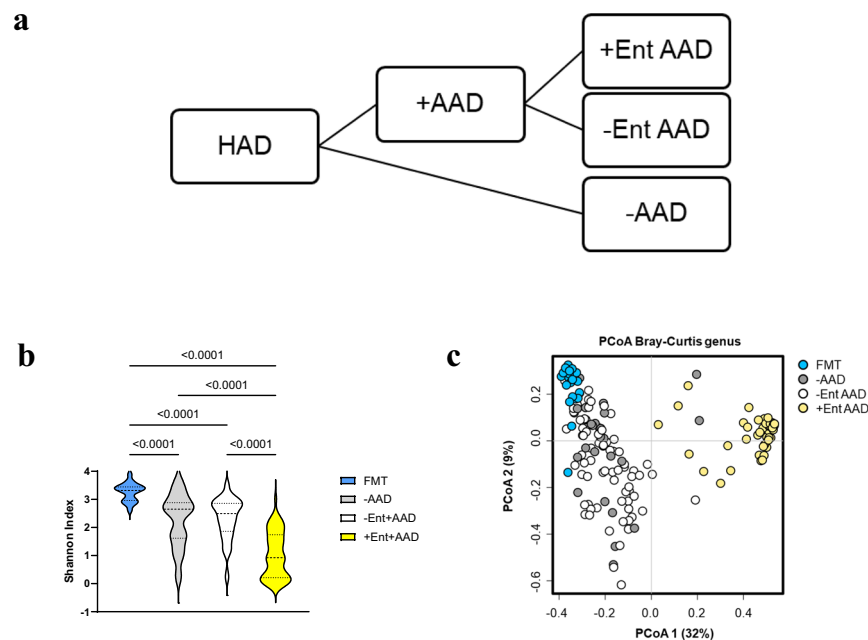 a
HAD
+AAD
+Ent AAD
-Ent AAD
-AAD
b
<0.0001
<0.0001
<0.0001
<0.0001
<0.0001
Shannon Index
4
3
2
1
0
-1
FMT
-AAD
-Ent+AAD
+Ent+AAD
c
PCoA Bray-Curtis genus
PCoA 2 (9%)
0.2
0.0
-0.2
-0.4
-0.6
-0.4
-0.2
0.0
0.2
0.4
PCoA 1 (32%)
FMT
-AAD
-Ent AAD
+Ent AAD